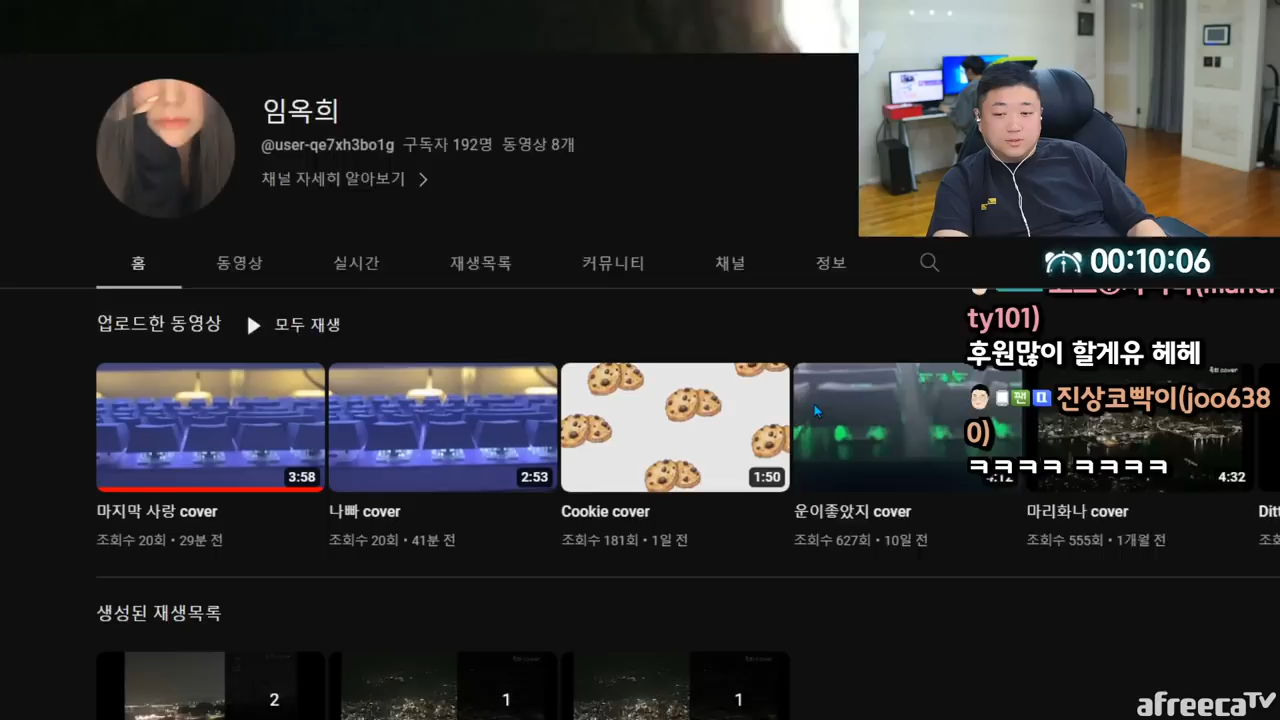 임옥희
@user-qe7xh3bo1g 구독자 192명 동영상 8개
채널 자세히 알아보기
홈 동영상 실시간 재생목록 커뮤니티 채널 정보
00:10:06
ty101)
후원많이 할게유 헤헤
진상코빡이(joo638
0)
ㅋㅋㅋㅋ ㅋㅋㅋㅋ
업로드한 동영상 모두 재생
3:58
2:53
1:50
4:12
4:32
마지막 사랑 cover
조회수 20회 • 29분 전
나빠 cover
조회수 20회 • 41분 전
Cookie cover
조회수 181회 • 1일 전
운이좋았지 cover
조회수 627회 • 10일 전
마리화나 cover
조회수 555회 • 1개월 전
Ditt
조회
생성된 재생목록
2
1
1
afreecaTV